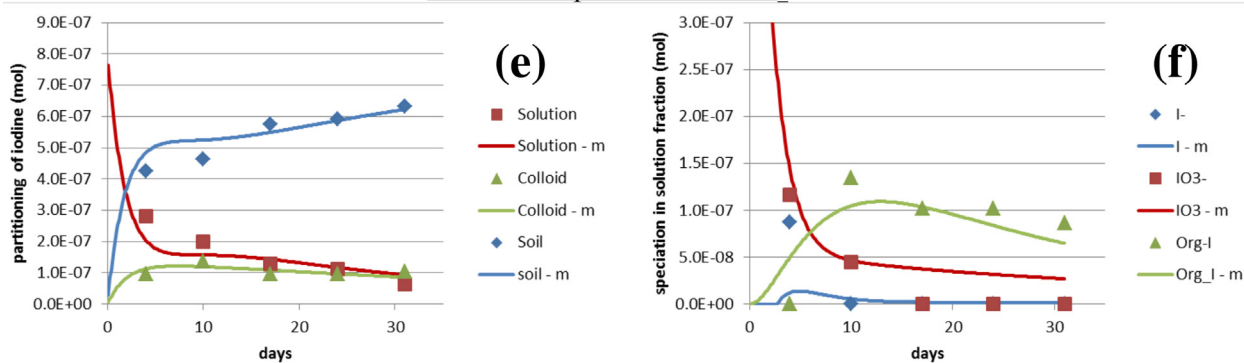 9.0E-07
8.0E-07
7.0E-07
6.0E-07
5.0E-07
4.0E-07
3.0E-07
2.0E-07
1.0E-07
0.0E+00
partitioning of iodine (mol)
0 10 20 30
days
(e)
Solution
Solution - m
Colloid
Colloid - m
Soil
soil - m
3.0E-07
2.5E-07
2.0E-07
1.5E-07
1.0E-07
5.0E-08
0.0E+00
speciation in solution fraction (mol)
0 10 20 30
days
(f)
I-
I - m
IO3-
IO3 - m
Org-I
Org_I - m